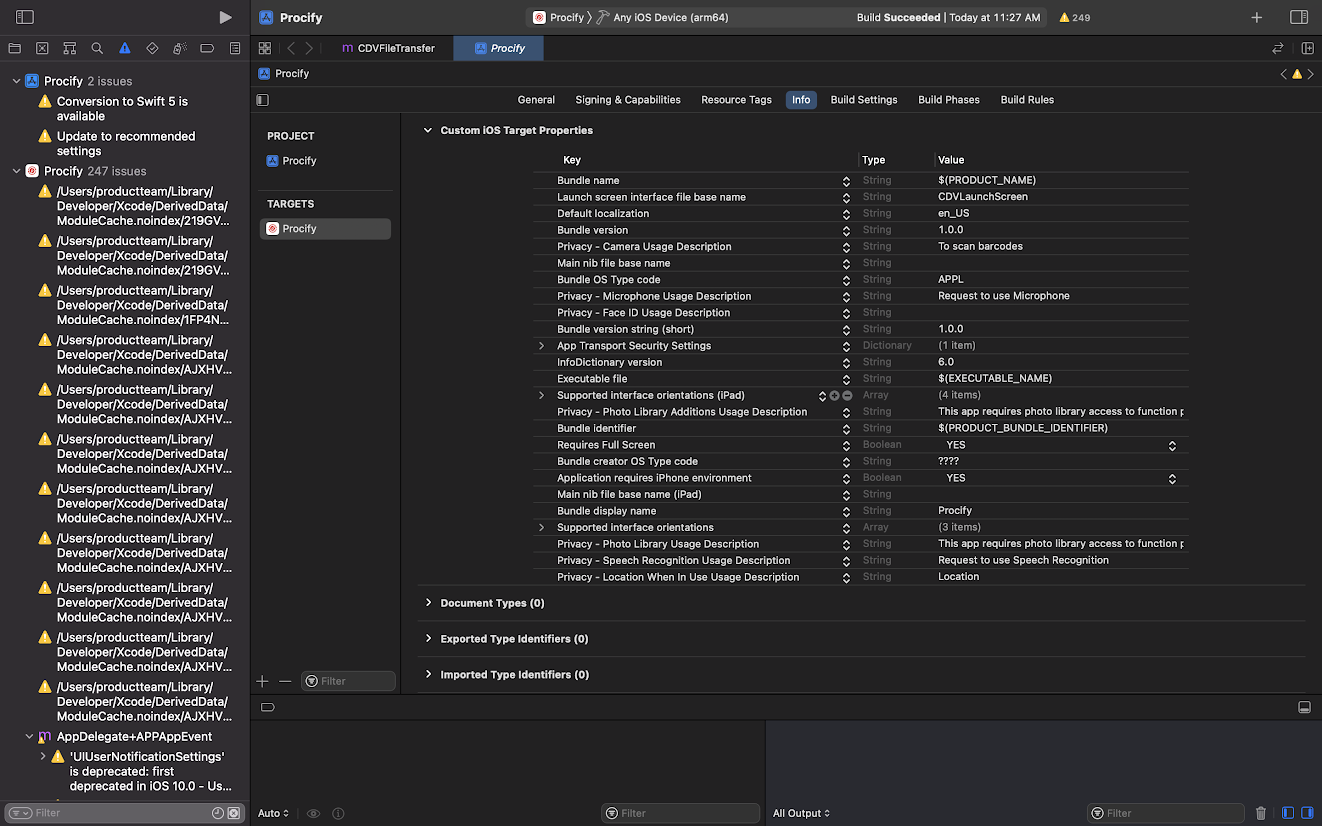 Procify
Procify 〉 Any iOS Device (arm64)
Build Succeeded | Today at 11:27 AM
249
CDVFileTransfer
Procify
Procify
General
Signing & Capabilities
Resource Tags
Info
Build Settings
Build Phases
Build Rules
Procify 2 issues
Conversion to Swift 5 is
available
Update to recommended
settings
Procify 247 issues
/Users/productteam/Library/
Developer/Xcode/DerivedData/
ModuleCache.noindex/219GV...
/Users/productteam/Library/
Developer/Xcode/DerivedData/
ModuleCache.noindex/219GV...
/Users/productteam/Library/
Developer/Xcode/DerivedData/
ModuleCache.noindex/1FP4N...
/Users/productteam/Library/
Developer/Xcode/DerivedData/
ModuleCache.noindex/AJXHV...
/Users/productteam/Library/
Developer/Xcode/DerivedData/
ModuleCache.noindex/AJXHV...
/Users/productteam/Library/
Developer/Xcode/DerivedData/
ModuleCache.noindex/AJXHV...
/Users/productteam/Library/
Developer/Xcode/DerivedData/
ModuleCache.noindex/AJXHV...
/Users/productteam/Library/
Developer/Xcode/DerivedData/
ModuleCache.noindex/AJXHV...
/Users/productteam/Library/
Developer/Xcode/DerivedData/
ModuleCache.noindex/AJXHV...
/Users/productteam/Library/
Developer/Xcode/DerivedData/
ModuleCache.noindex/AJXHV...
/Users/productteam/Library/
Developer/Xcode/DerivedData/
ModuleCache.noindex/AJXHV...
AppDelegate+APPAppEvent
'UIUserNotificationSettings'
is deprecated: first
deprecated in iOS 10.0 - Us...
Filter
PROJECT
Procify
TARGETS
Procify
Filter
Custom iOS Target Properties
Key Type Value
Bundle name String $(PRODUCT_NAME)
Launch screen interface file base name String CDVLaunchScreen
Default localization String en_US
Bundle version String 1.0.0
Privacy - Camera Usage Description String To scan barcodes
Main nib file base name String
Bundle OS Type code String APPL
Privacy - Microphone Usage Description String Request to use Microphone
Privacy - Face ID Usage Description String
Bundle version string (short) String 1.0.0
App Transport Security Settings Dictionary (1 item)
InfoDictionary version String 6.0
Executable file String $(EXECUTABLE_NAME)
Supported interface orientations (iPad) Array (4 items)
Privacy - Photo Library Additions Usage Description String This app requires photo library access to function p
Bundle identifier String $(PRODUCT_BUNDLE_IDENTIFIER)
Requires Full Screen Boolean YES
Bundle creator OS Type code String ????
Application requires iPhone environment Boolean YES
Main nib file base name (iPad) String
Bundle display name String Procify
Supported interface orientations Array (3 items)
Privacy - Photo Library Usage Description String This app requires photo library access to function p
Privacy - Speech Recognition Usage Description String Request to use Speech Recognition
Privacy - Location When In Use Usage Description String Location
Document Types (0)
Exported Type Identifiers (0)
Imported Type Identifiers (0)
Auto
Filter
All Output
Filter